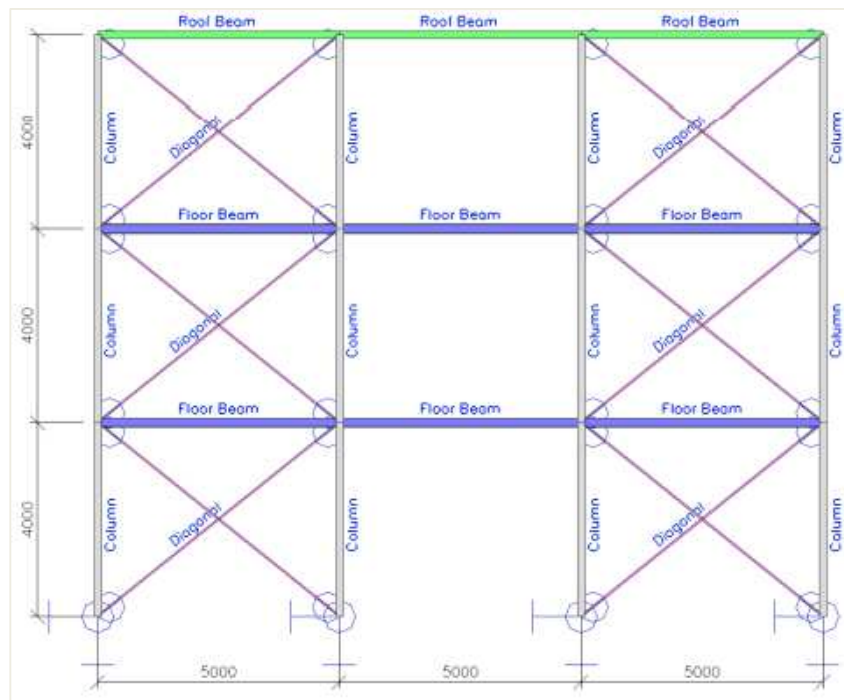 Roof Beam Roof Beam Roof Beam
4000 Column Diagonal Column Column Diagonal Column
Floor Beam Floor Beam Floor Beam
4000 Column Diagonal Column Column Diagonal Column
Floor Beam Floor Beam Floor Beam
4000 Column Diagonal Column Column Diagonal Column
5000 5000 5000